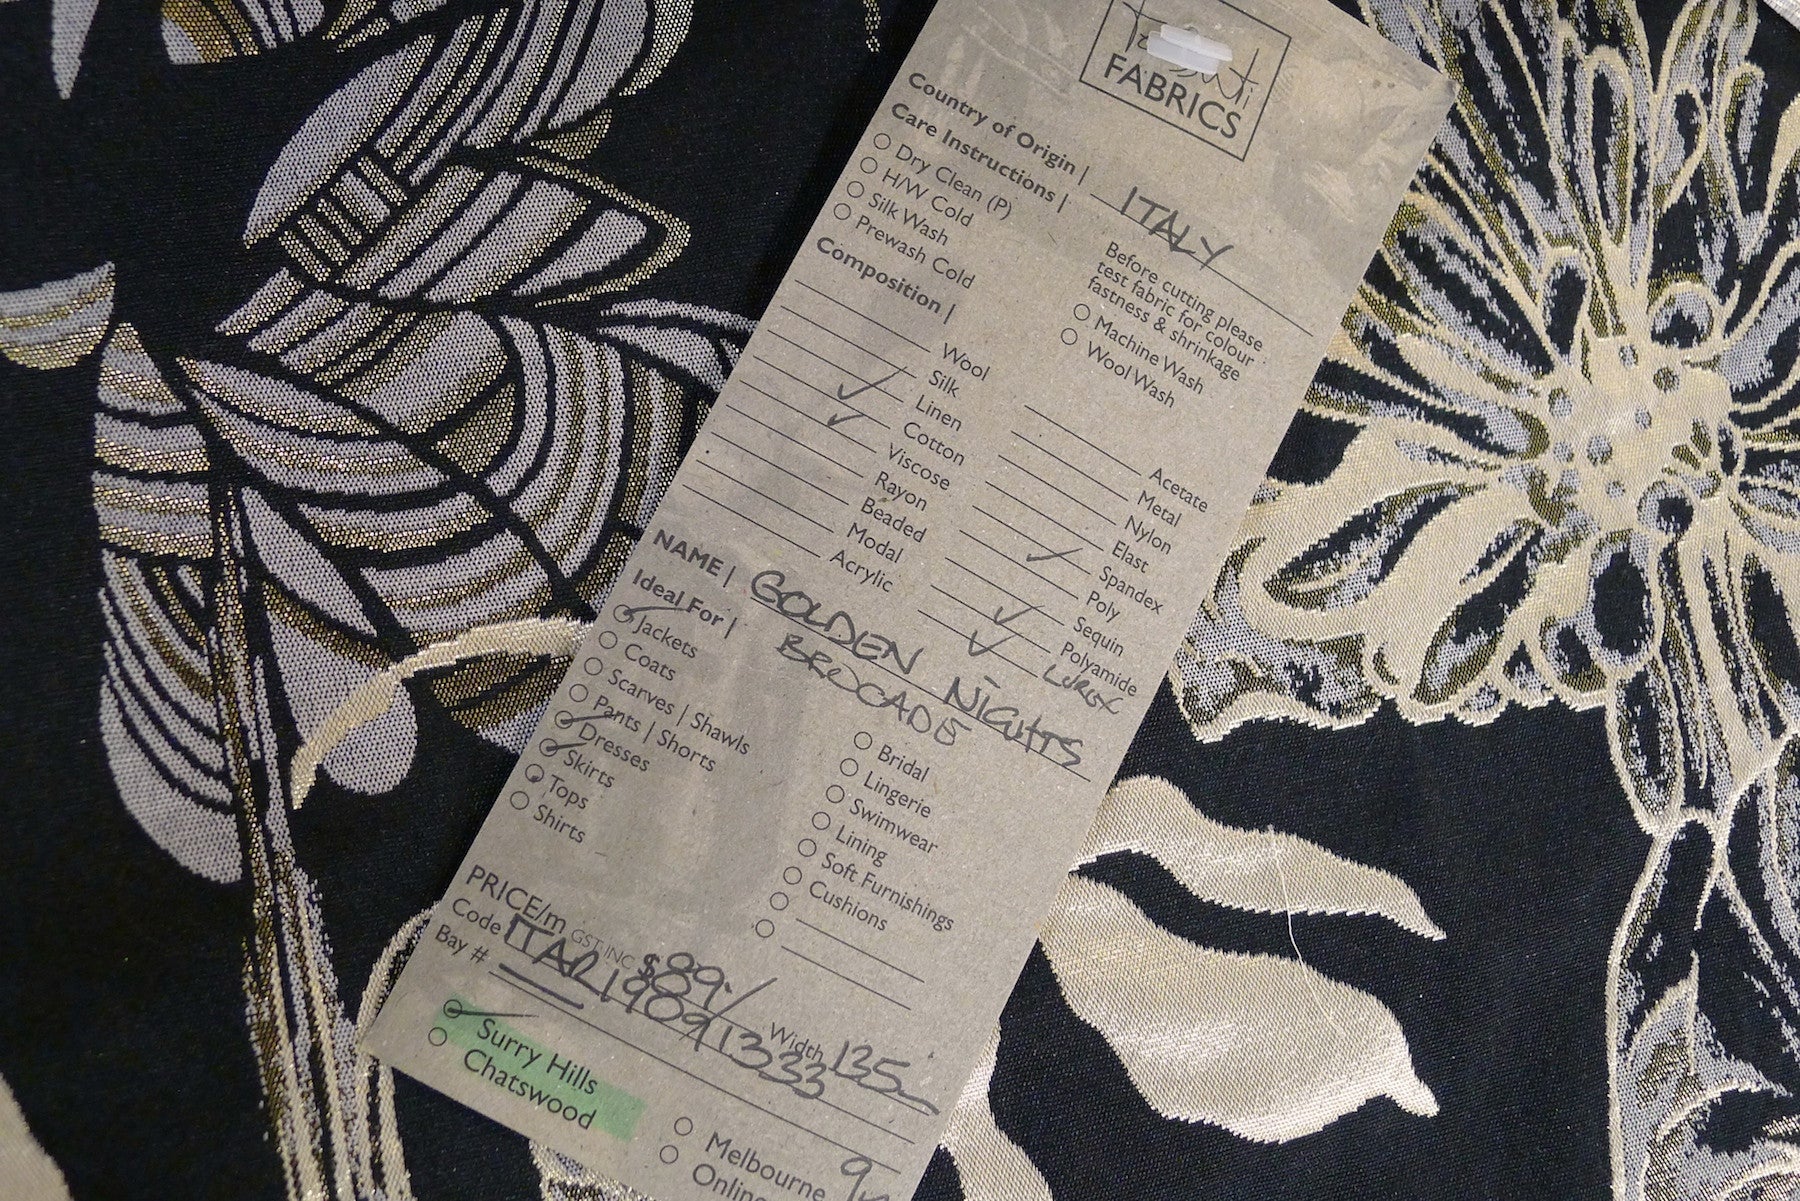 FABRICS
Country of Origin | ITALY
Care Instructions |
Dry Clean (P)
H/W Cold
Silk Wash
Prewash Cold
Before cutting please
test fabric for colour
fastness & shrinkage
Machine Wash
Wool Wash
Composition |
Wool
Silk
Linen
Cotton
Viscose
Rayon
Beaded
Modal
Acrylic
Acetate
Metal
Nylon
Elast
Spandex
Poly
Sequin
Polyamide
LUREX
NAME | GOLDEN NIGHTS
BROCADE
Ideal For |
Jackets
Coats
Scarves | Shawls
Pants | Shorts
Dresses
Skirts
Tops
Shirts
Bridal
Lingerie
Swimwear
Lining
Soft Furnishings
Cushions
PRICE/m GST INC $89.-/
Width 135
Code ITAR19091333
Bay #
Surry Hills
Chatswood
Melbourne
Online